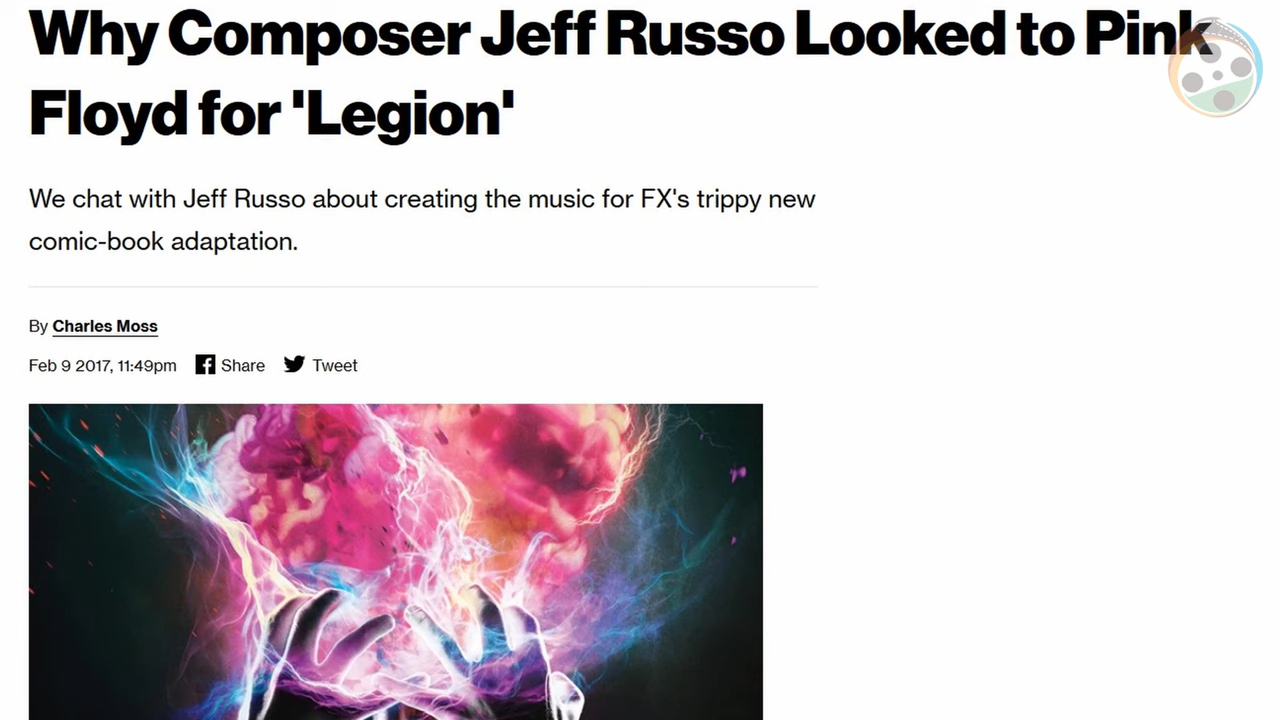 Why Composer Jeff Russo Looked to Pink
Floyd for 'Legion'
We chat with Jeff Russo about creating the music for FX's trippy new
comic-book adaptation.
By Charles Moss
Feb 9 2017, 11:49pm Share Tweet